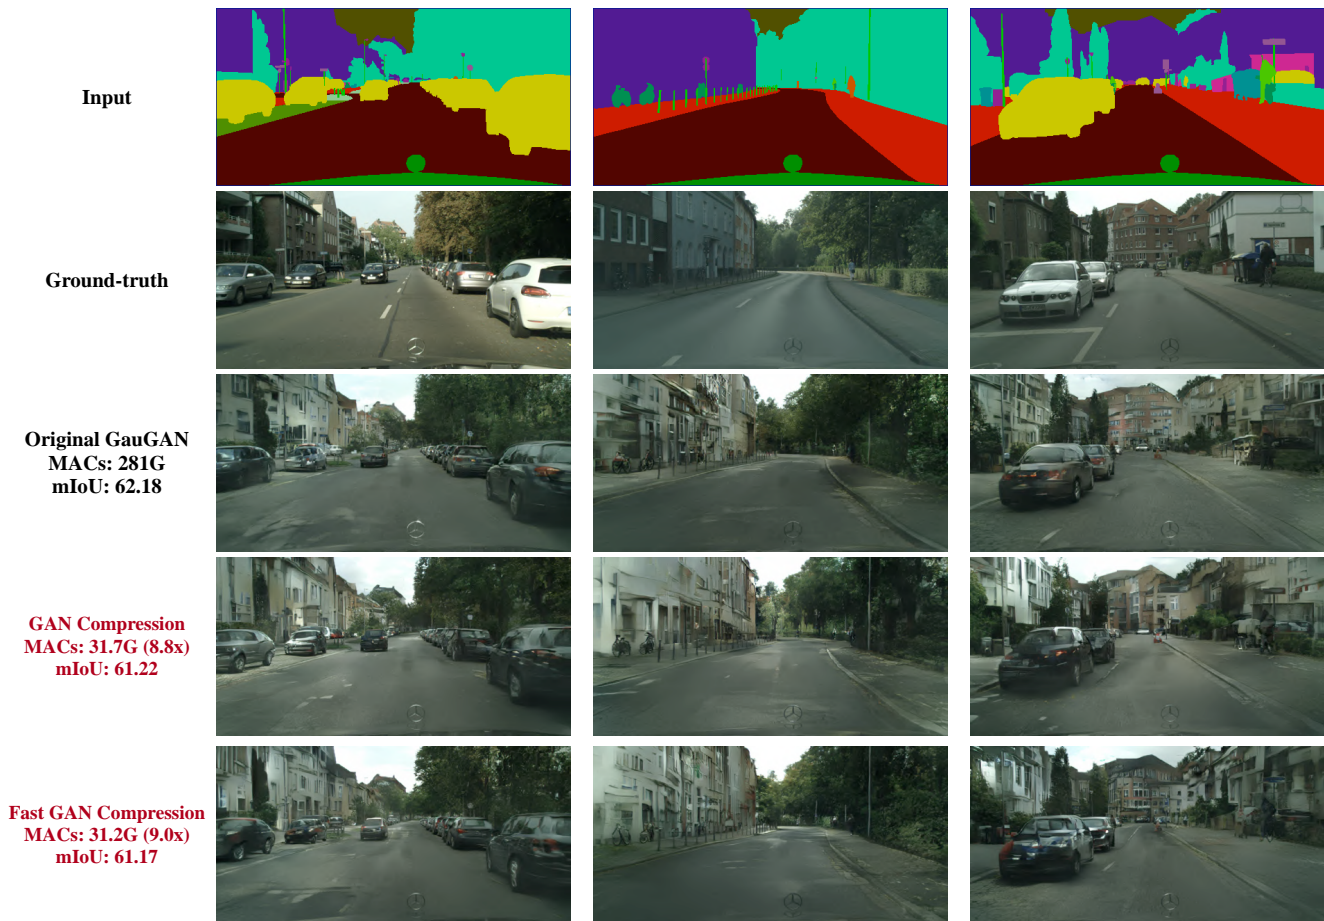 Input
Ground-truth
Original GauGAN
MACs: 281G
mIoU: 62.18
GAN Compression
MACs: 31.7G (8.8x)
mIoU: 61.22
Fast GAN Compression
MACs: 31.2G (9.0x)
mIoU: 61.17